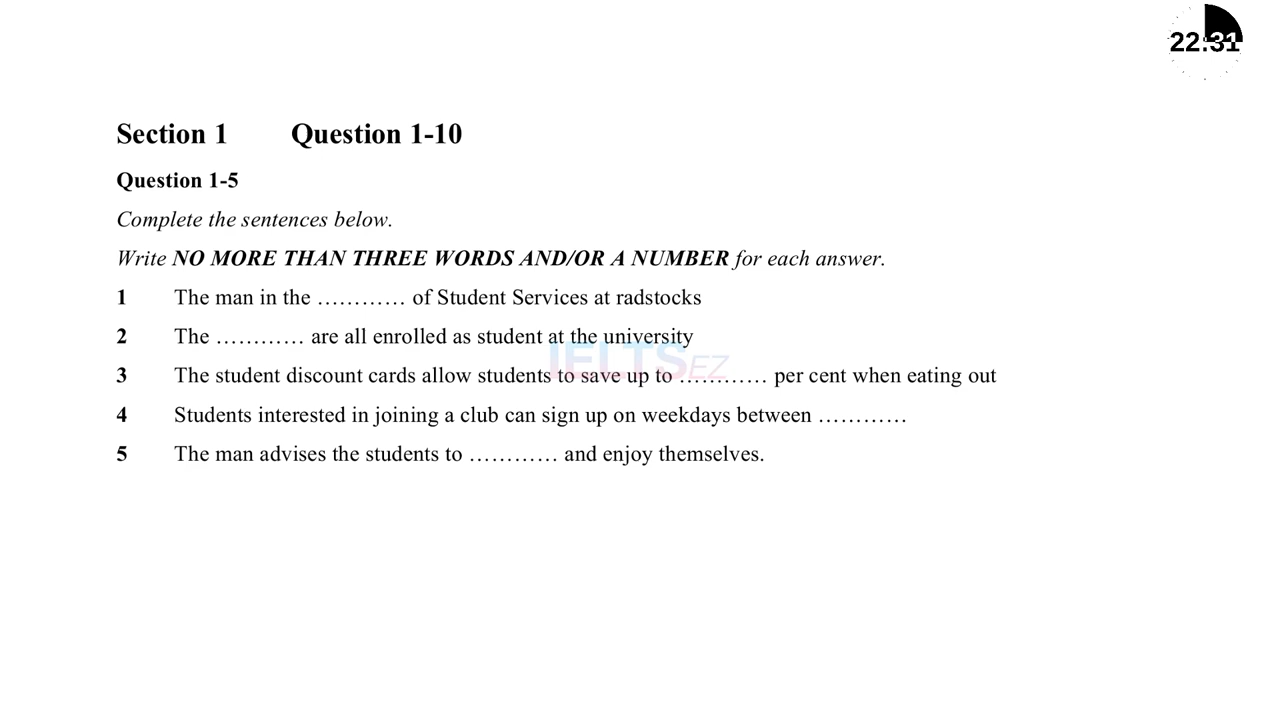 22:31
Section 1 Question 1-10
Question 1-5
Complete the sentences below.
Write NO MORE THAN THREE WORDS AND/OR A NUMBER for each answer.
1 The man in the ………… of Student Services at radstocks
2 The ………… are all enrolled as student at the university
3 The student discount cards allow students to save up to ………… per cent when eating out
4 Students interested in joining a club can sign up on weekdays between …………
5 The man advises the students to ………… and enjoy themselves.
IELTSEZ